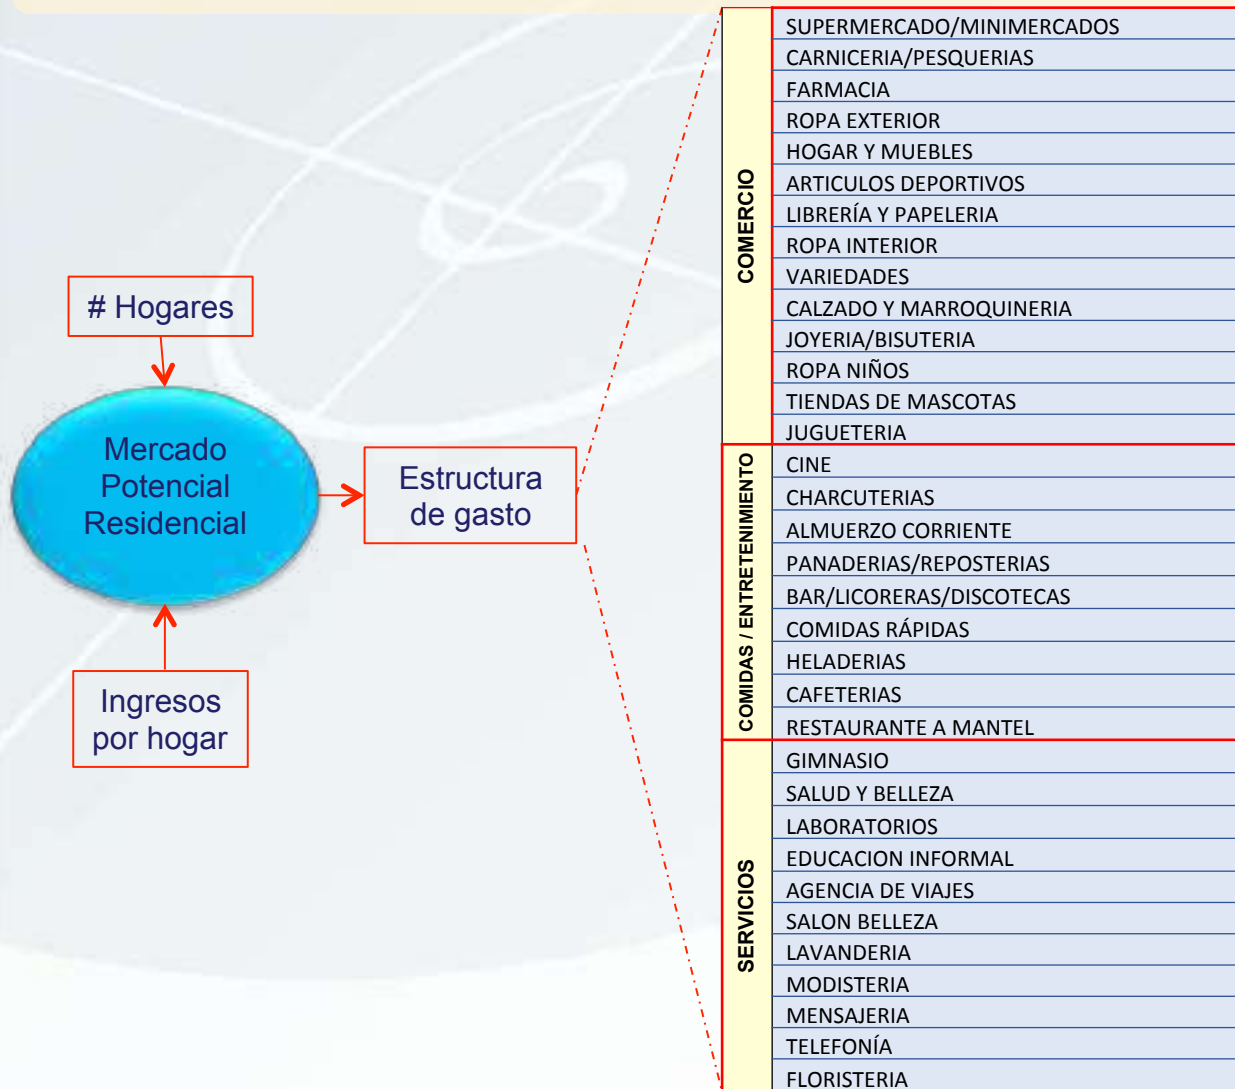 # Hogares
Mercado
Potencial
Residencial
Ingresos
por hogar
Estructura
de gasto
COMERCIO
SUPERMERCADO/MINIMERCADOS
CARNICERIA/PESQUERIAS
FARMACIA
ROPA EXTERIOR
HOGAR Y MUEBLES
ARTICULOS DEPORTIVOS
LIBRERÍA Y PAPELERIA
ROPA INTERIOR
VARIEDADES
CALZADO Y MARROQUINERIA
JOYERIA/BISUTERIA
ROPA NIÑOS
TIENDAS DE MASCOTAS
JUGUETERIA
COMIDAS / ENTRETENIMIENTO
CINE
CHARCUTERIAS
ALMUERZO CORRIENTE
PANADERIAS/REPOSTERIAS
BAR/LICORERAS/DISCOTECAS
COMIDAS RÁPIDAS
HELADERIAS
CAFETERIAS
RESTAURANTE A MANTEL
SERVICIOS
GIMNASIO
SALUD Y BELLEZA
LABORATORIOS
EDUCACION INFORMAL
AGENCIA DE VIAJES
SALON BELLEZA
LAVANDERIA
MODISTERIA
MENSAJERIA
TELEFONÍA
FLORISTERIA